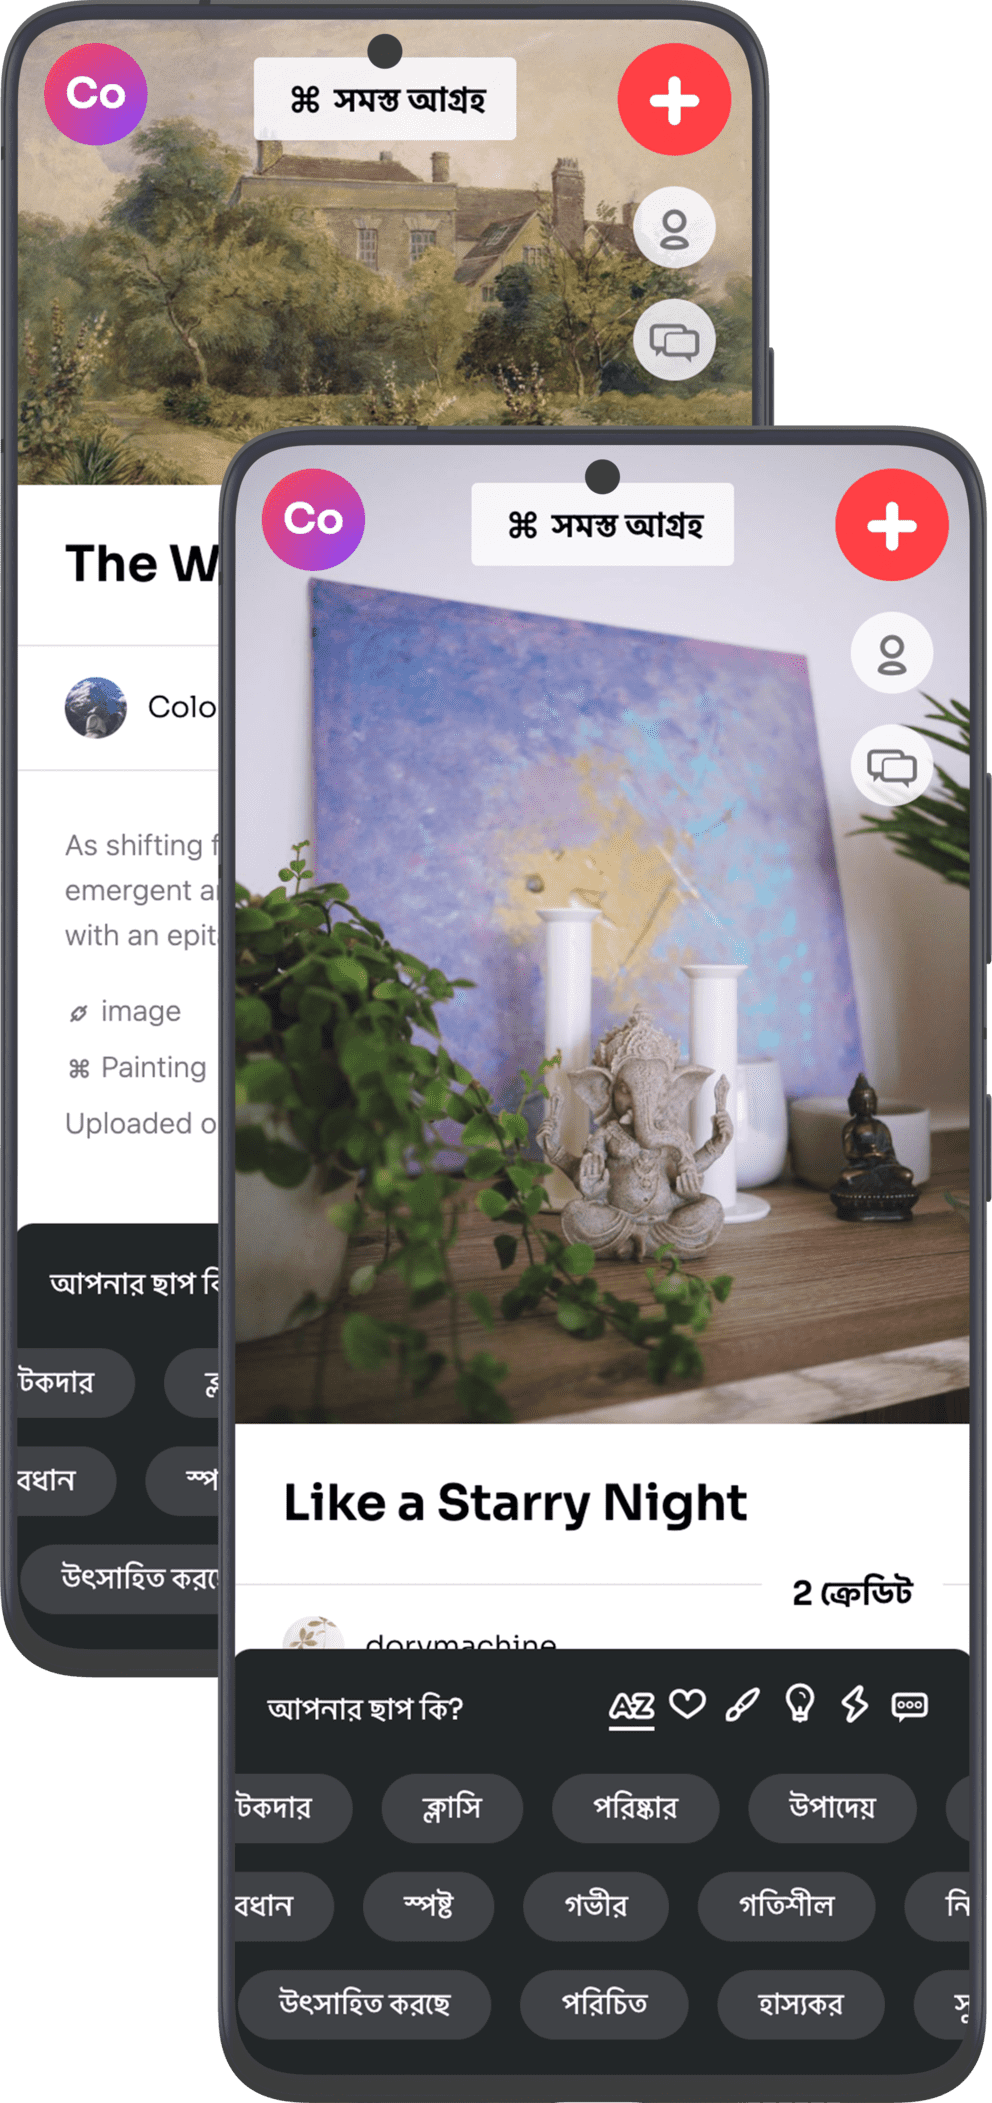 Co
⌘ সমস্ত আগ্রহ
The W
Colo
As shifting
emergent
with an
image
⌘ Painting
Uploaded
আপনার ছাপ
টকদার
বধান
স্প
উৎসাহিত
Co
⌘ সমস্ত আগ্রহ
Like a Starry Night
2 ক্রেডিট
dorymachine
আপনার ছাপ কি?
AZ
টকদার ক্লাসি পরিষ্কার উপাদেয়
বধান স্পষ্ট গভীর গতিশীল নি
উৎসাহিত করছে পরিচিত হাস্যকর